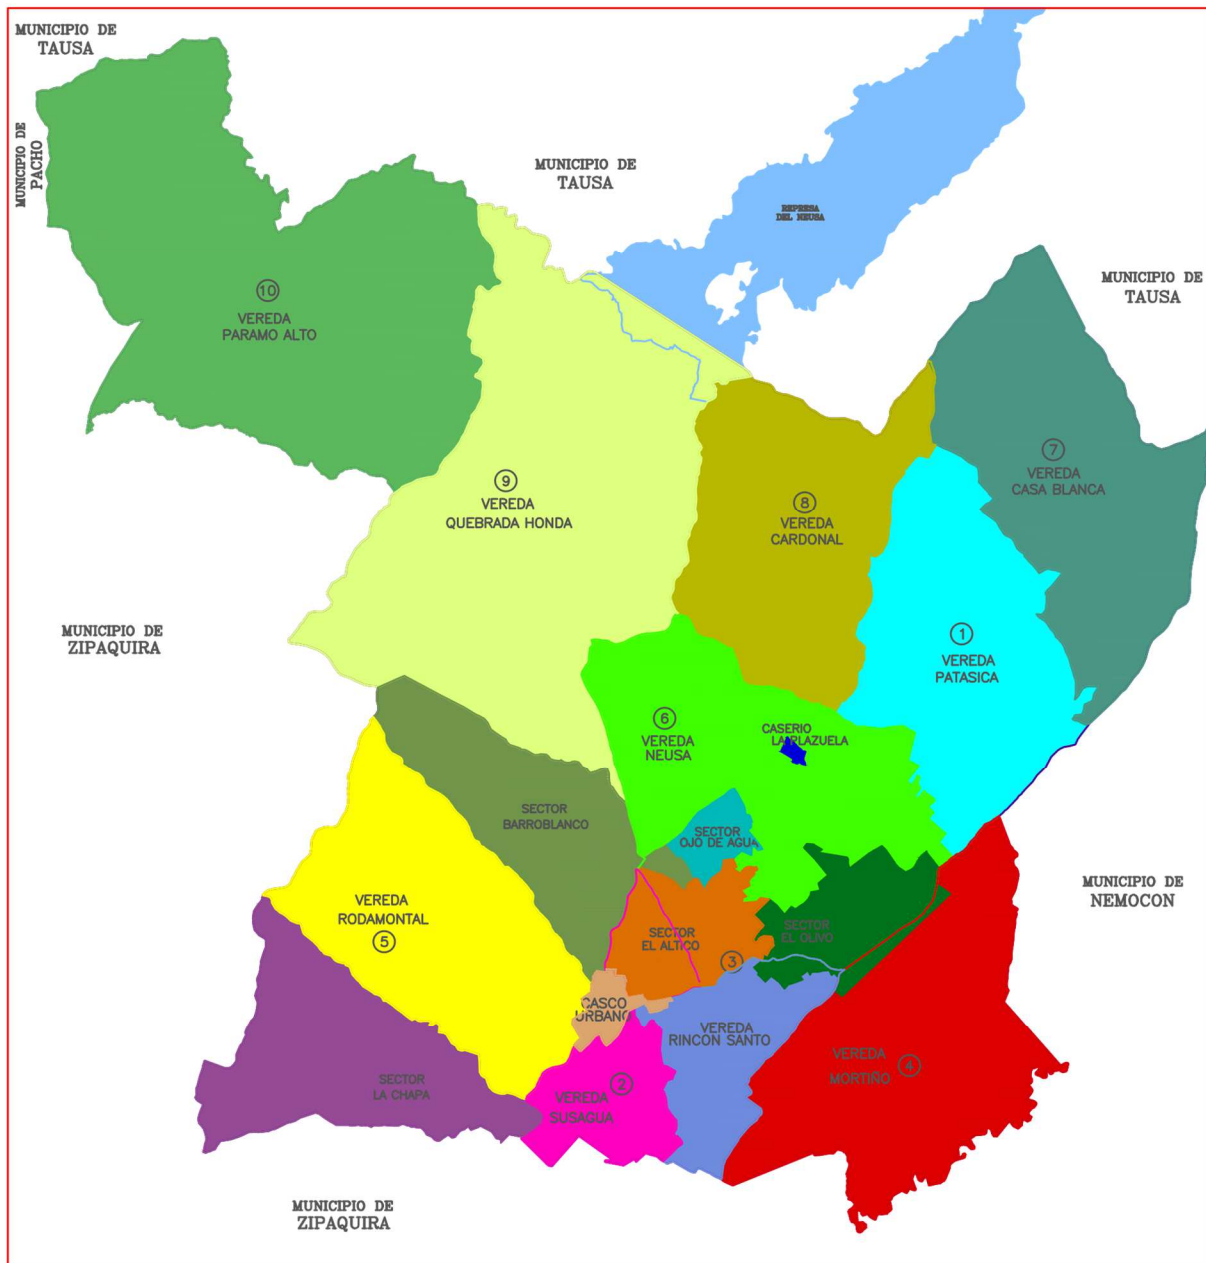 MUNICIPIO DE
TAUSA
MUNICIPIO DE
PACHO
MUNICIPIO DE
TAUSA
REPRESA
DEL NEUSA
MUNICIPIO DE
TAUSA
10
VEREDA
PARAMO ALTO
9
VEREDA
QUEBRADA HONDA
8
VEREDA
CARDONAL
7
VEREDA
CASA BLANCA
MUNICIPIO DE
ZIPAQUIRA
1
VEREDA
PATASICA
6
VEREDA
NEUSA
CASERIO
LA PLAZUELA
SECTOR
BARROBLANCO
SECTOR
OJO DE AGUA
VEREDA
RODAMONTAL
5
SECTOR
EL ALTICO
3
SECTOR
EL OLIVO
MUNICIPIO DE
NEMOCON
CASCO
URBANO
VEREDA
RINCON SANTO
VEREDA
MORTIÑO
4
SECTOR
LA CHAPA
2
VEREDA
SUSAGUA
MUNICIPIO DE
ZIPAQUIRA